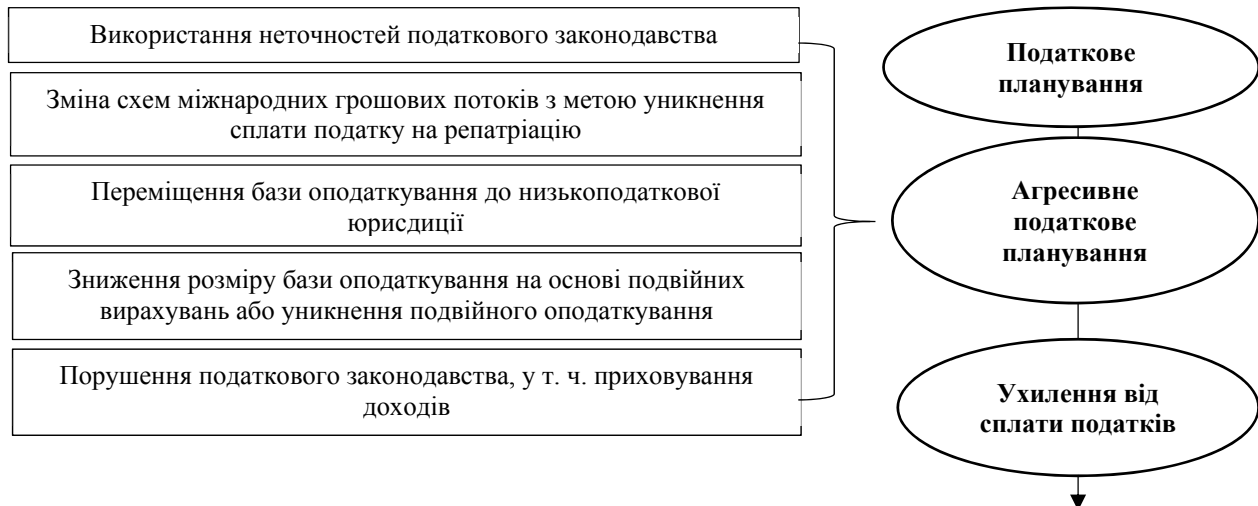 Використання неточностей податкового законодавства
Зміна схем міжнародних грошових потоків з метою уникнення
сплати податку на репатріацію
Переміщення бази оподаткування до низькоподаткової
юрисдиції
Зниження розміру бази оподаткування на основі подвійних
вирахувань або уникнення подвійного оподаткування
Порушення податкового законодавства, у т. ч. приховування
доходів
Податкове
планування
Агресивне
податкове
планування
Ухилення від
сплати податків